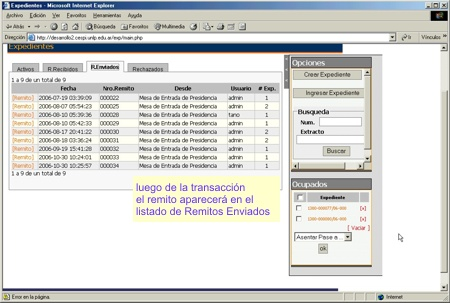 Expedientes - Microsoft Internet Explorer
Archivo Edición Ver Favoritos Herramientas Ayuda
Atrás Búsqueda Favoritos Multimedia
Dirección http://desarrollo2.cespi.unlp.edu.ar/exp/main.php Ir Vínculos
Expedientes
Activos R.Recibidos R.Enviados Rechazados
1 a 9 de un total de 9
Fecha Nro.Remito Desde Usuario # Esp.
[Remito] 2006-07-19 03:39:09 000022 Mesa de Entrada de Presidencia admin 1
[Remito] 2006-08-07 05:54:23 000025 Mesa de Entrada de Presidencia admin 2
[Remito] 2006-08-10 05:39:36 000028 Mesa de Entrada de Presidencia tano 1
[Remito] 2006-08-10 05:40:26 000029 Mesa de Entrada de Presidencia admin 1
[Remito] 2006-08-17 20:41:22 000030 Mesa de Entrada de Presidencia admin 2
[Remito] 2006-08-18 03:36:24 000031 Mesa de Entrada de Presidencia admin 2
[Remito] 2006-09-19 15:41:28 000032 Mesa de Entrada de Presidencia admin 1
[Remito] 2006-10-30 10:24:01 000033 Mesa de Entrada de Presidencia admin 1
[Remito] 2006-10-30 10:25:57 000034 Mesa de Entrada de Presidencia admin 1
1 a 9 de un total de 9
luego de la transacción
el remito aparecerá en el
listado de Remitos Enviados
Opciones
Crear Expediente
Ingresar Expediente
Busqueda
Num.
Extracto
Buscar
Ocupados
Expediente
[x]
[x]
[ Vaciar ]
Asentar Pase a ...
ok
Error en la página. Internet